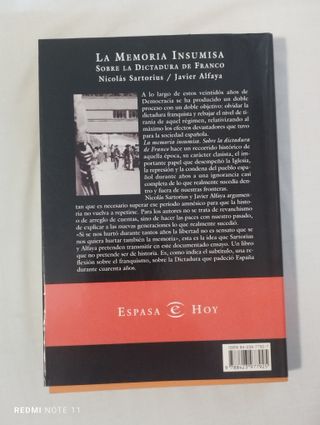 LA MEMORIA INSUMISA
SOBRE LA DICTADURA DE FRANCO
Nicolás Sartorius / Javier Alfaya
A lo largo de estos veintidós años de
Democracia se ha producido un doble
proceso con un doble objetivo: olvidar la
dictadura franquista y rebajar el nivel de ti-
ranía de aquel régimen, relativizando al
máximo los efectos devastadores que tuvo
para la sociedad española.
La memoria insumisa. Sobre la dictadura
de Franco hace un recorrido histórico de
aquella época, su carácter clasista, el im-
portante papel que desempeñó la Iglesia,
la represión y la condena del pueblo espa-
ñol durante años a una ignorancia casi
completa de lo que realmente sucedía den-
tro y fuera de nuestras fronteras.
Nicolás Sartorius y Javier Alfaya argumen-
tan que es necesario superar ese período amnésico para que la histo-
ria no vuelva a repetirse. Para los autores no se trata de revanchismo
o de arreglo de cuentas, sino de hacer las paces con nuestro pasado,
de explicar a las nuevas generaciones lo que realmente sucedió.
«Si se nos hurtó durante tantos años la libertad no es sensato que se
nos quiera hurtar también la memoria», esta es la idea que Sartorius
y Alfaya pretenden transmitir en este documentado ensayo. Un libro
que no pretende ser de historia. Es, como indica el subtítulo, una re-
flexión sobre el franquismo, sobre la Dictadura que padeció España
durante cuarenta años.
ESPASA e HOY
ISBN 84-239-7792-7
9 788423 977925
REDMI NOTE 11